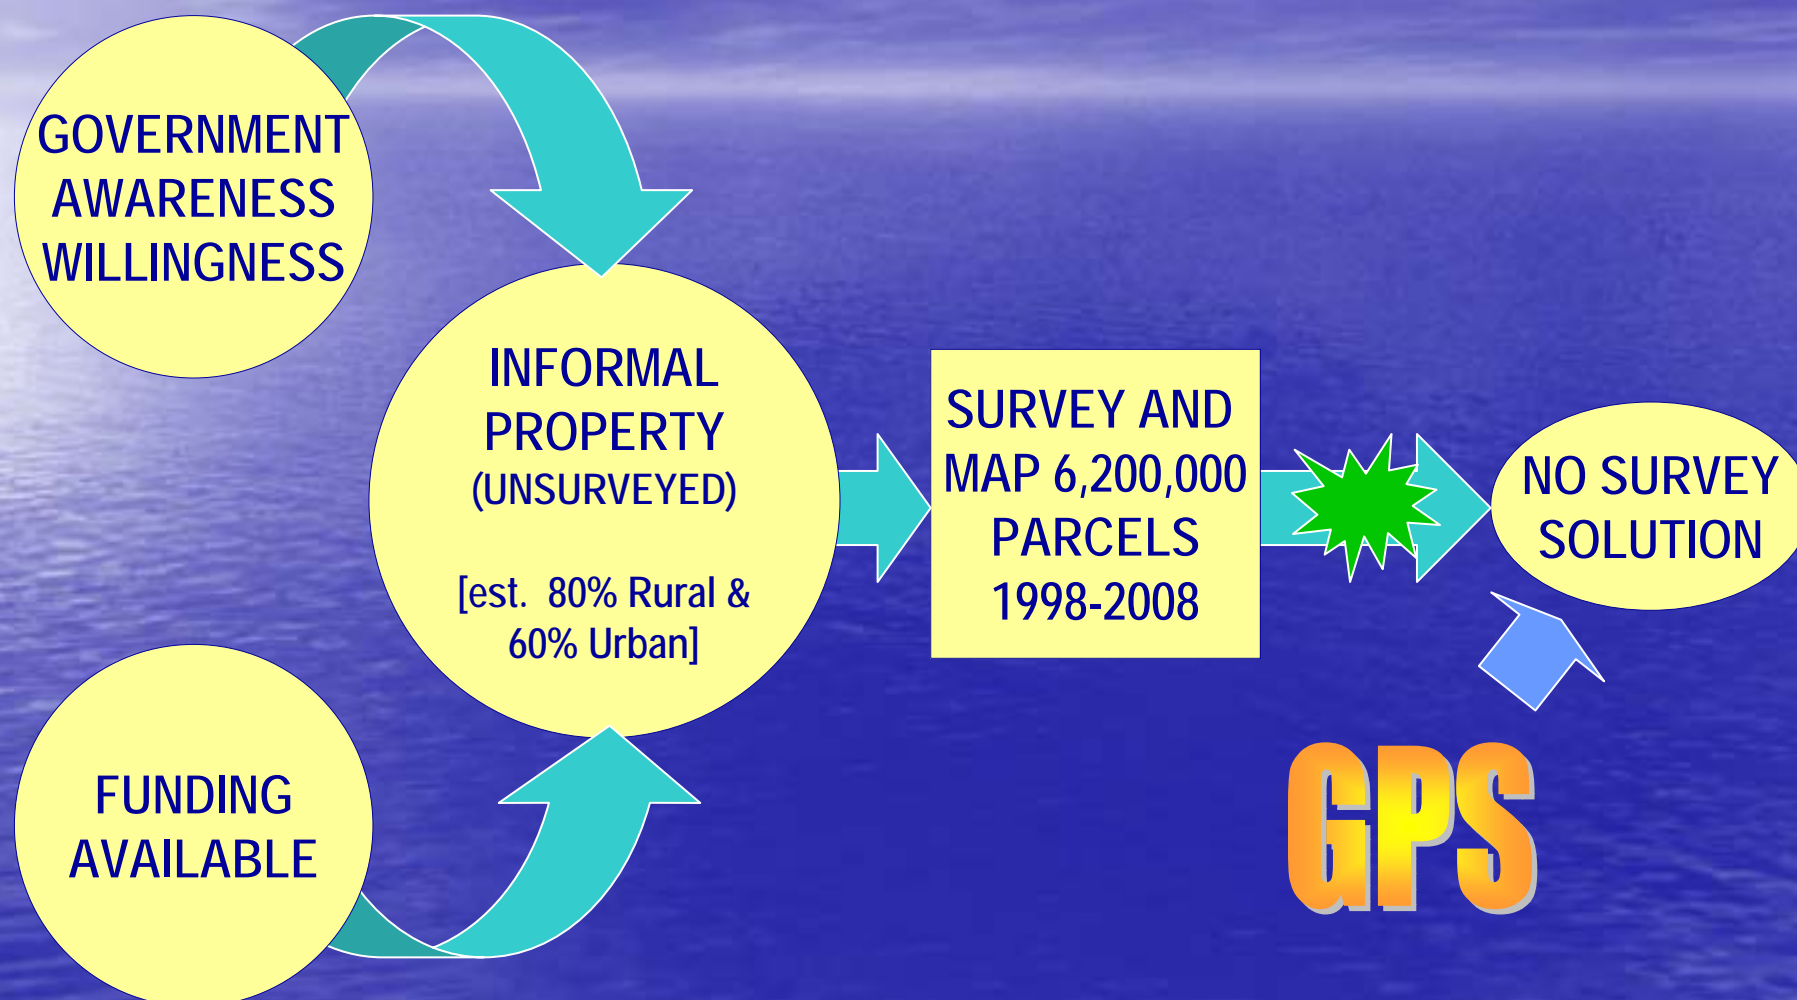 GOVERNMENT
AWARENESS
WILLINGNESS
INFORMAL
PROPERTY
(UNSURVEYED)
[est. 80% Rural &
60% Urban]
FUNDING
AVAILABLE
SURVEY AND
MAP 6,200,000
PARCELS
1998-2008
NO SURVEY
SOLUTION
GPS